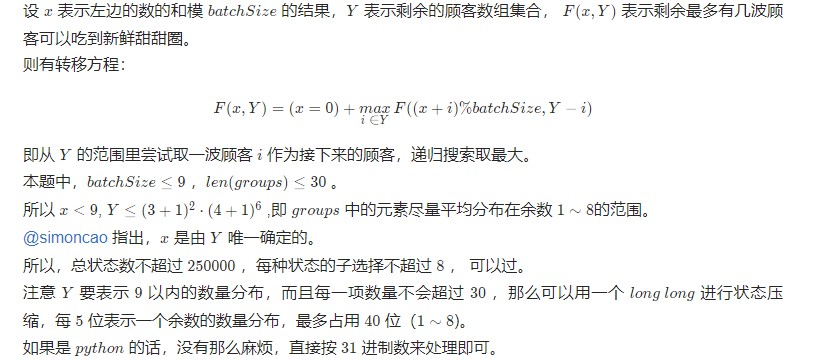 设 x 表示左边的数的和模 batchSize 的结果，Y 表示剩余的顾客数组集合， F(x, Y) 表示剩余最多有几波顾
客可以吃到新鲜甜甜圈。
则有转移方程：
F(x, Y) = (x = 0) + max_{i ∈ Y} F((x + i)%batchSize, Y − i)
即从 Y 的范围里尝试取一波顾客 i 作为接下来的顾客，递归搜索取最大。
本题中，batchSize ≤ 9 ，len(groups) ≤ 30 。
所以 x < 9, Y ≤ (3 + 1)² · (4 + 1)⁶ ,即 groups 中的元素尽量平均分布在余数 1 ~ 8的范围。
@simoncao 指出，x 是由 Y 唯一确定的。
所以，总状态数不超过 250000 ，每种状态的子选择不超过 8 ， 可以过。
注意 Y 要表示 9 以内的数量分布，而且每一项数量不会超过 30 ，那么可以用一个 long long 进行状态压
缩，每 5 位表示一个余数的数量分布，最多占用 40 位（1 ~ 8)。
如果是 python 的话，没有那么麻烦，直接按 31 进制数来处理即可。